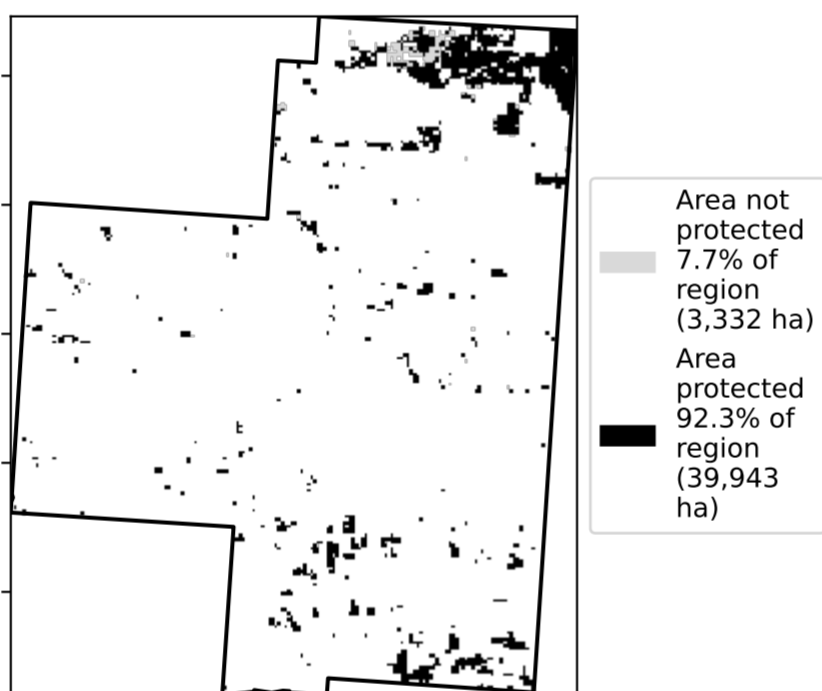 Area not
protected
7.7% of
region
(3,332 ha)
Area
protected
92.3% of
region
(39,943
ha)